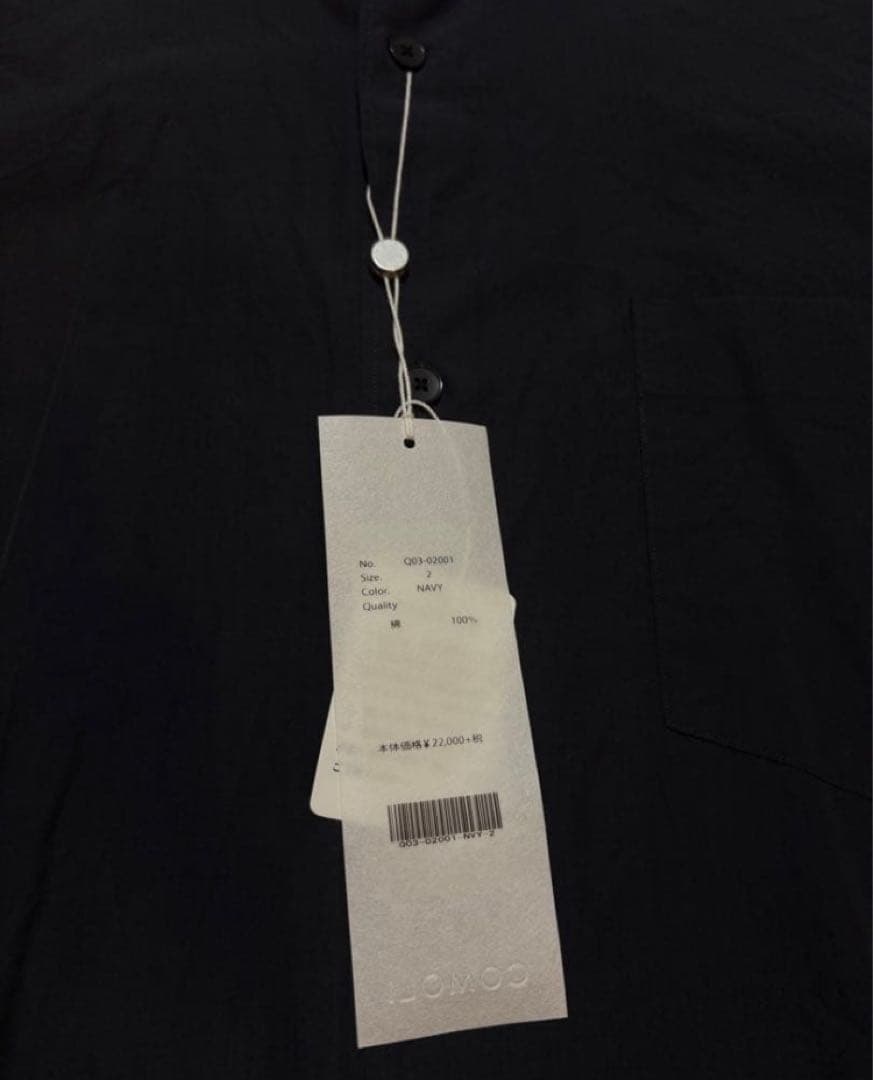 No. Q03-02001
Size. 2
Color. NAVY
Quality
綿 100%
本体価格¥22,000+税
Q03-02001-NVY-2
COMOLI